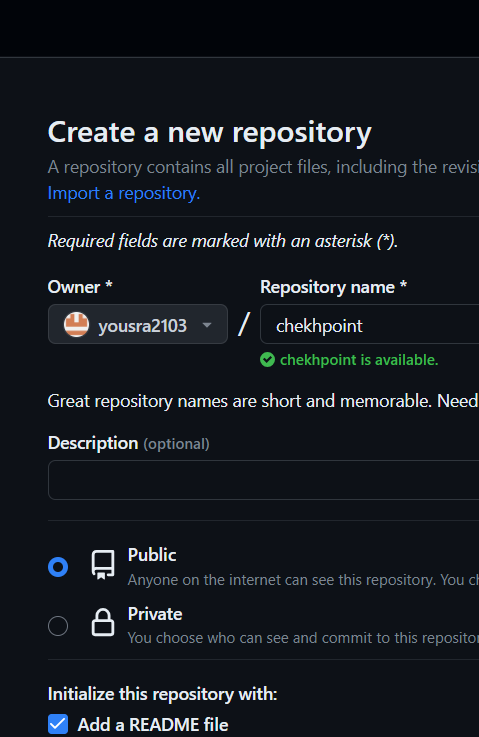 Create a new repository
A repository contains all project files, including the revisi
Import a repository.
Required fields are marked with an asterisk (*).
Owner *
Repository name *
yousra2103
/
chekhpoint
chekhpoint is available.
Great repository names are short and memorable. Need
Description (optional)
Public
Anyone on the internet can see this repository. You ch
Private
You choose who can see and commit to this repositor
Initialize this repository with:
Add a README file